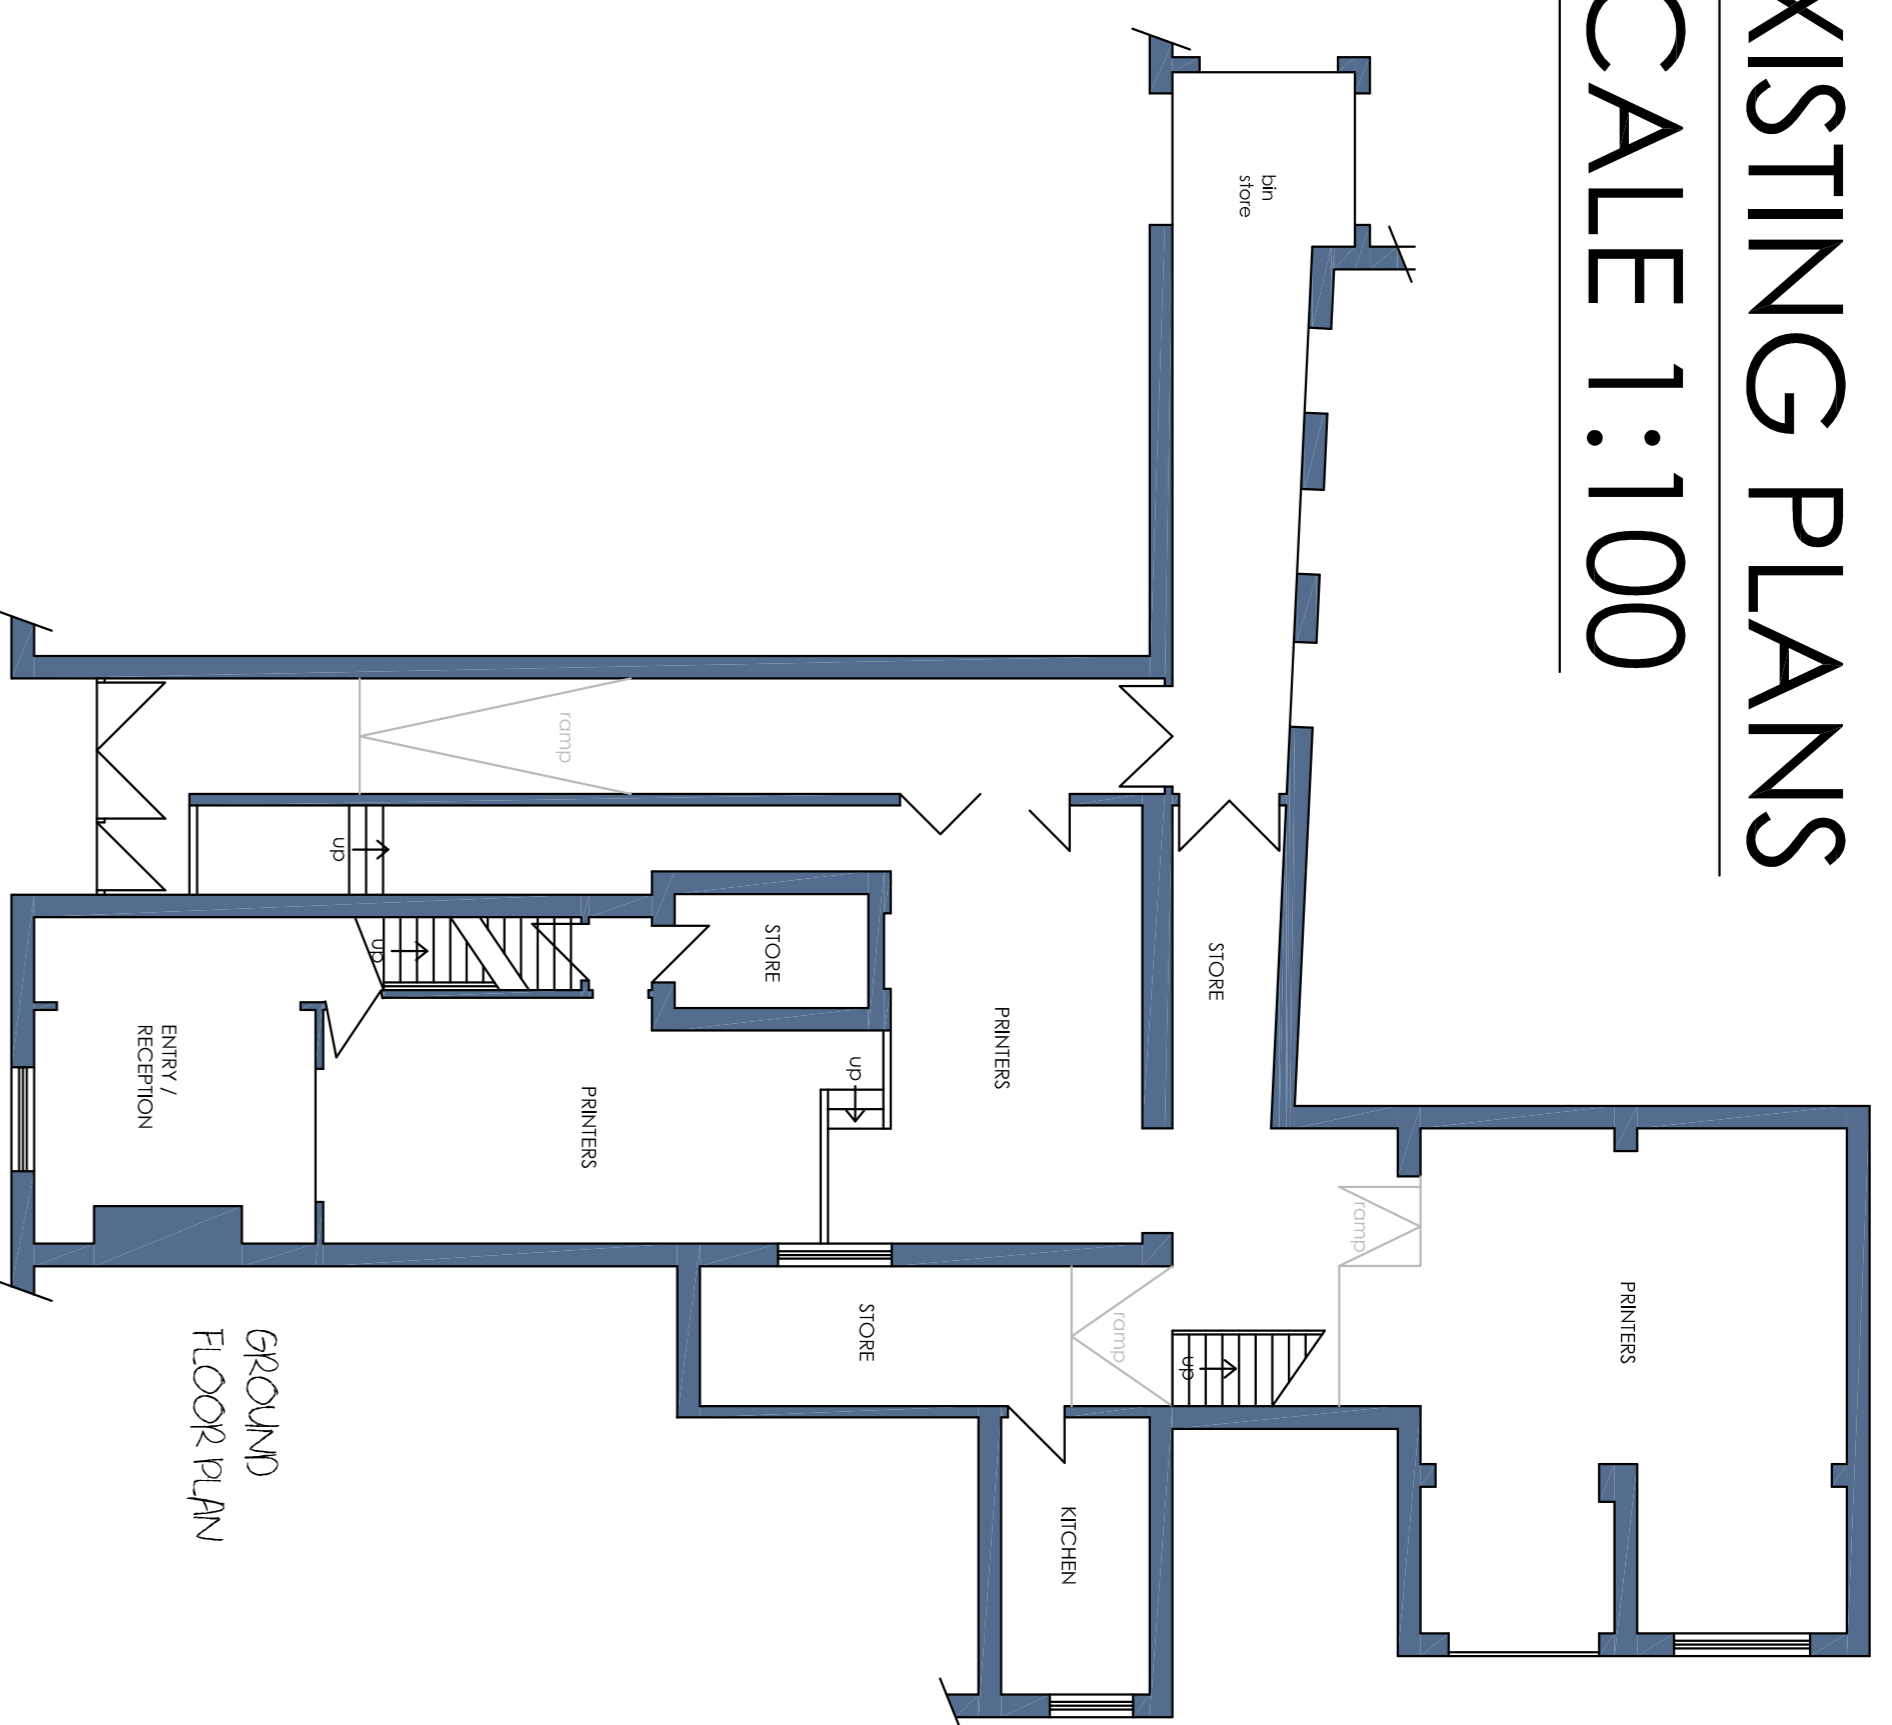 XISTING PLANS
CALE 1:100
bin
store
ramp
up
STORE
STORE
up
PRINTERS
ENTRY /
RECEPTION
up
PRINTERS
ramp
PRINTERS
STORE
ramp
up
KITCHEN
GROUND
FLOOR PLAN